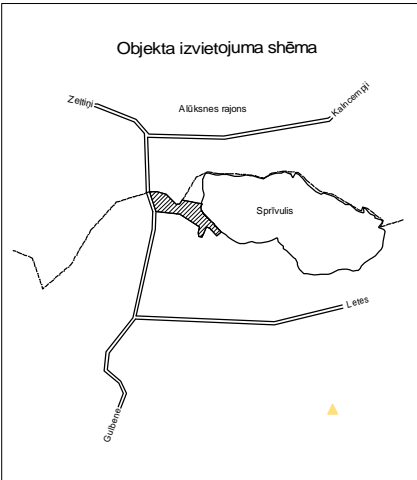 Objekta izvietojuma shēma
Zeltiņi
Alūksnes rajons
Kalncempji
Sprīvulis
Letes
Gulbene